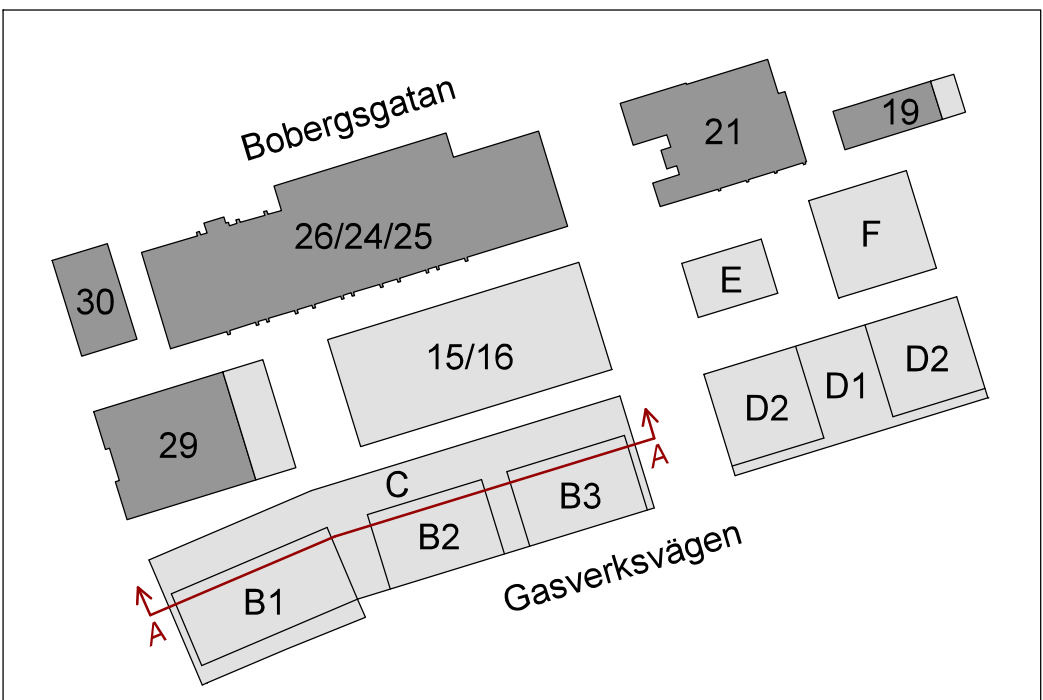 Bobergsgatan
21
19
26/24/25
F
E
30
15/16
D2
D1
D2
29
C
A
B3
B2
B1
A
Gasverksvägen